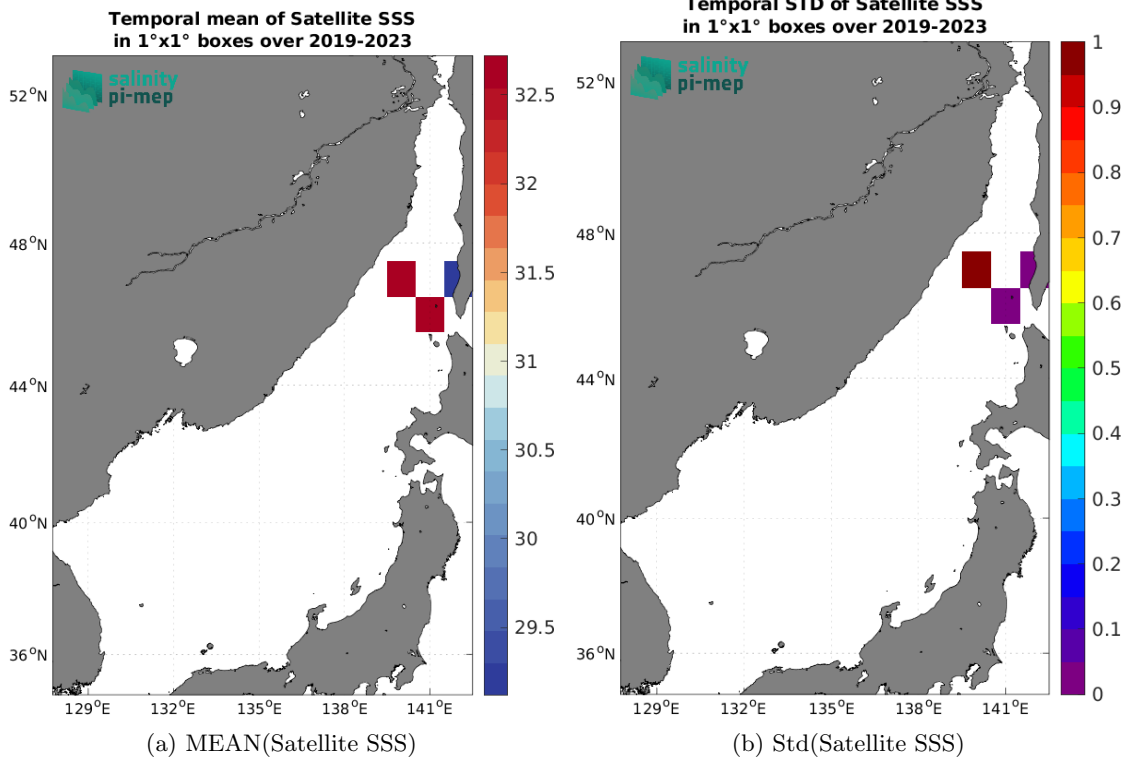 Temporal mean of Satellite SSS
in 1°x1° boxes over 2019-2023
salinity
pi-mep
52°N
48°N
44°N
40°N
36°N
129°E
132°E
135°E
138°E
141°E
32.5
32
31.5
31
30.5
30
29.5
(a) MEAN(Satellite SSS)
Temporal STD of Satellite SSS
in 1°x1° boxes over 2019-2023
salinity
pi-mep
52°N
48°N
44°N
40°N
36°N
129°E
132°E
135°E
138°E
141°E
1
0.9
0.8
0.7
0.6
0.5
0.4
0.3
0.2
0.1
0
(b) Std(Satellite SSS)